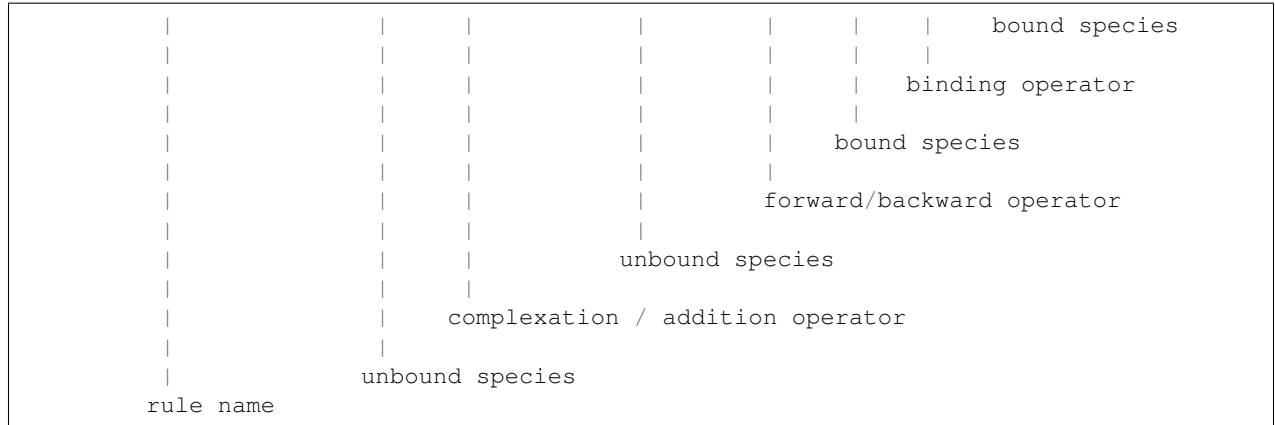 | | | | | | | bound species
| | | | | | |
| | | | | | binding operator
| | | | | |
| | | | | bound species
| | | | |
| | | | forward/backward operator
| | | |
| | | unbound species
| | |
| | complexation / addition operator
| |
| unbound species
rule name